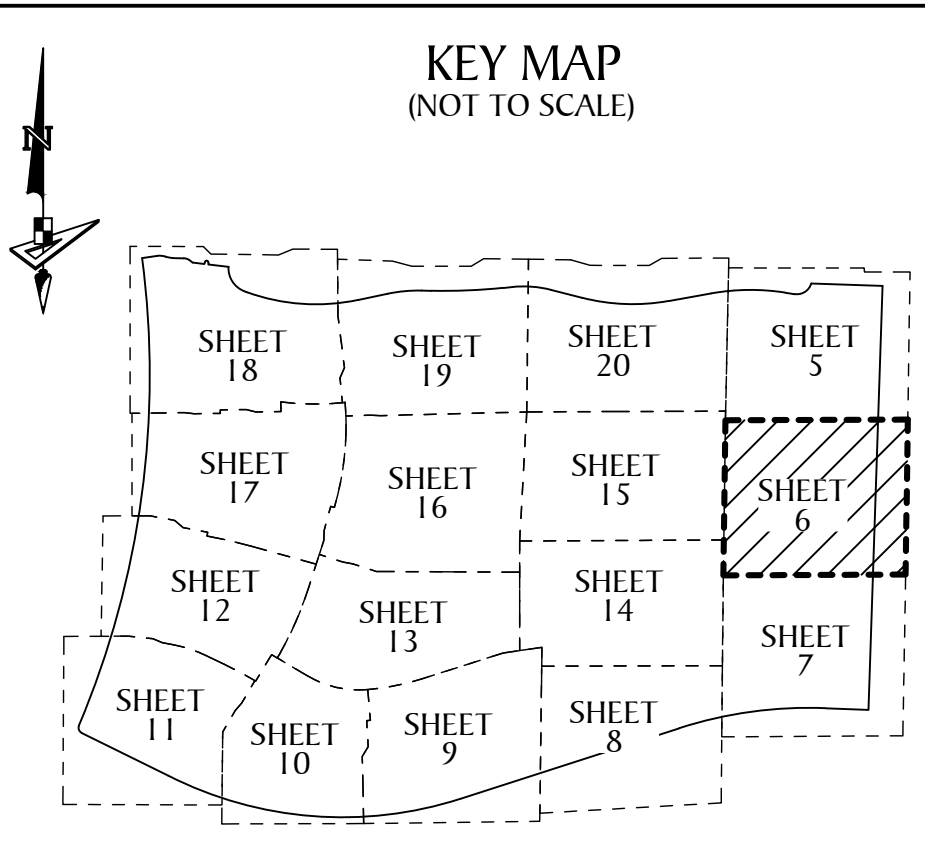 KEY MAP
(NOT TO SCALE)
N
SHEET
18
SHEET
19
SHEET
20
SHEET
5
SHEET
17
SHEET
16
SHEET
15
SHEET
6
SHEET
12
SHEET
13
SHEET
14
SHEET
7
SHEET
11
SHEET
10
SHEET
9
SHEET
8